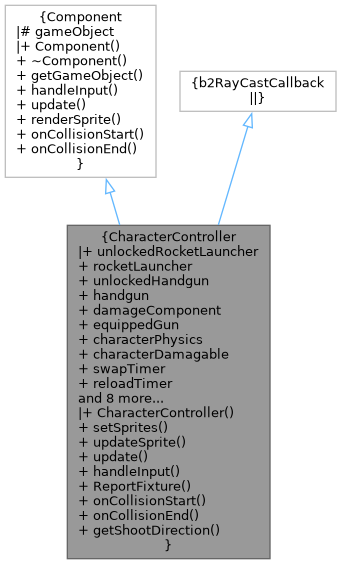 {Component
|# gameObject
|+ Component()
+ ~Component()
+ getGameObject()
+ handleInput()
+ update()
+ renderSprite()
+ onCollisionStart()
+ onCollisionEnd()
}
{b2RayCastCallback
||}
{CharacterController
|+ unlockedRocketLauncher
+ rocketLauncher
+ unlockedHandgun
+ handgun
+ damageComponent
+ equippedGun
+ characterPhysics
+ characterDamagable
+ swapTimer
+ reloadTimer
and 8 more...
|+ CharacterController()
+ setSprites()
+ updateSprite()
+ update()
+ handleInput()
+ ReportFixture()
+ onCollisionStart()
+ onCollisionEnd()
+ getShootDirection()
}